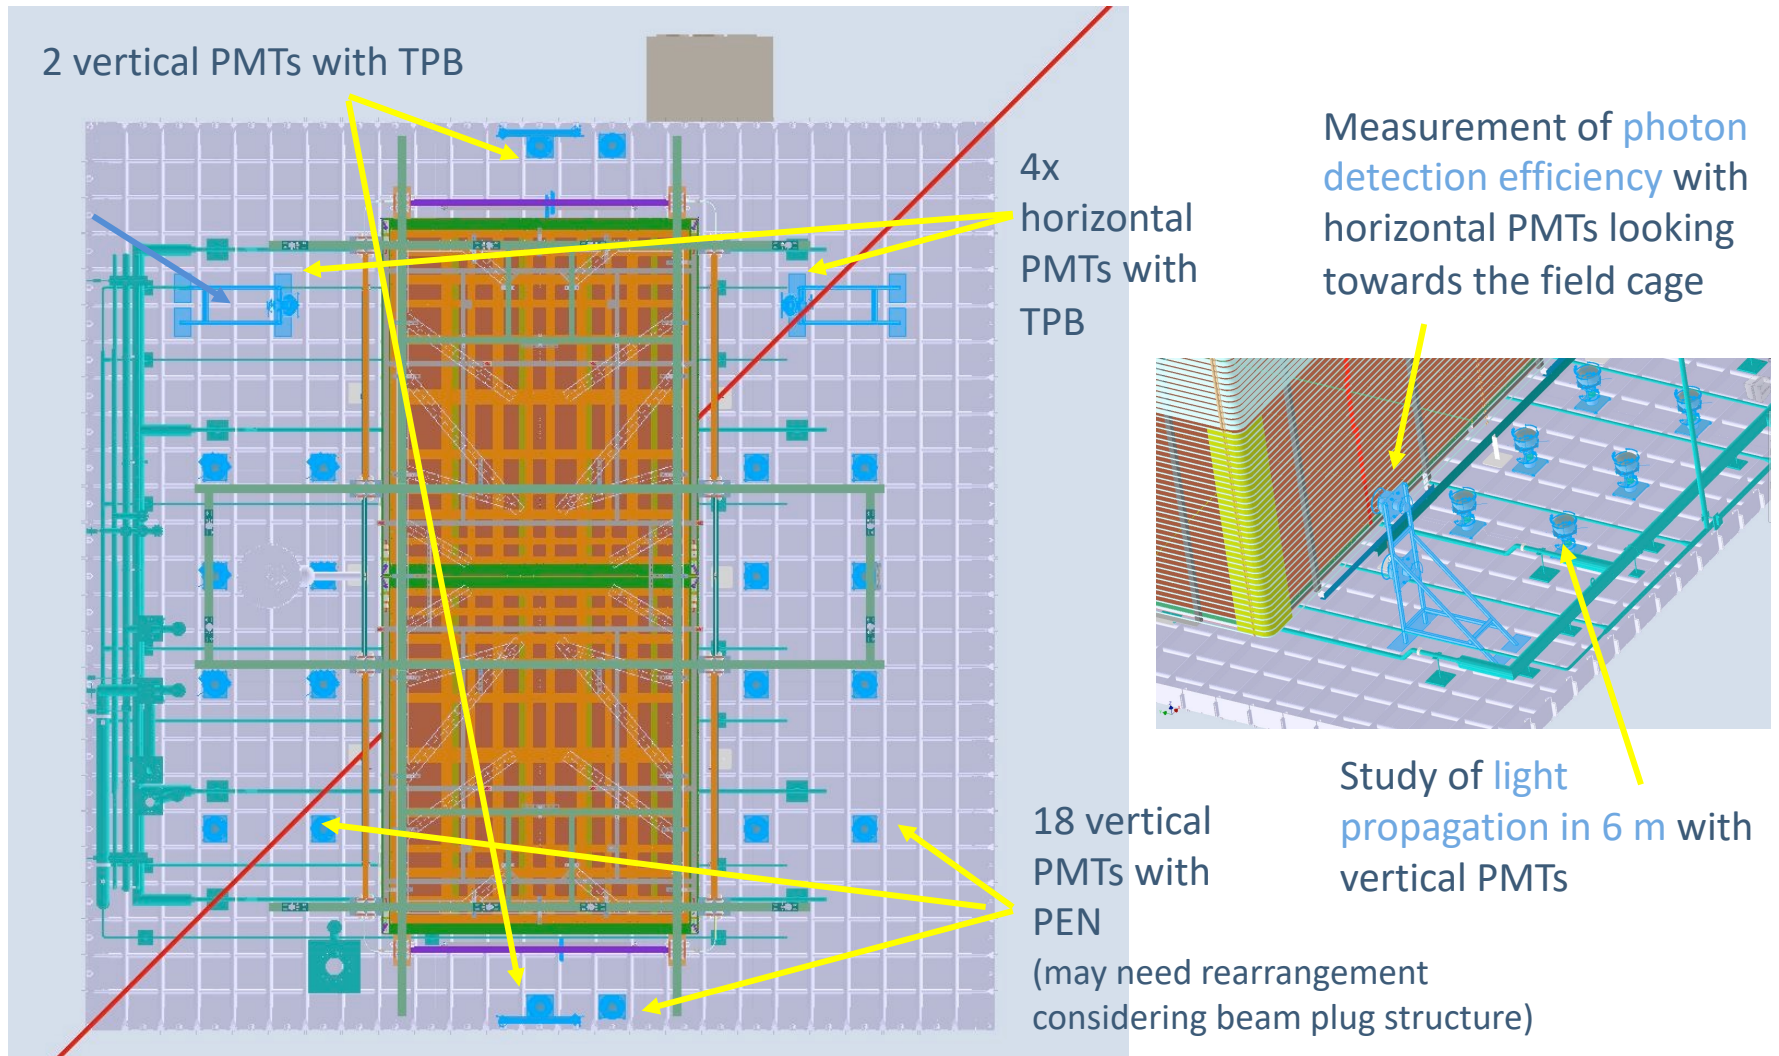 2 vertical PMTs with TPB
4x
horizontal
PMTs with
TPB
Measurement of photon
detection efficiency with
horizontal PMTs looking
towards the field cage
18 vertical
PMTs with
PEN
(may need rearrangement
considering beam plug structure)
Study of light
propagation in 6 m with
vertical PMTs